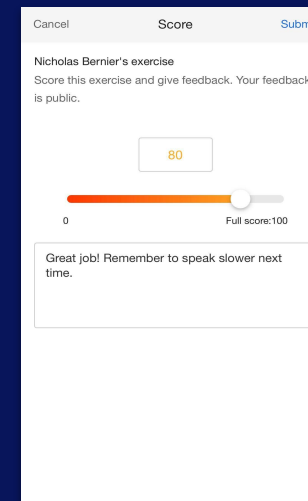 Cancel Score Subm
Nicholas Bernier's exercise
Score this exercise and give feedback. Your feedback
is public.
80
0 Full score:100
Great job! Remember to speak slower next
time.